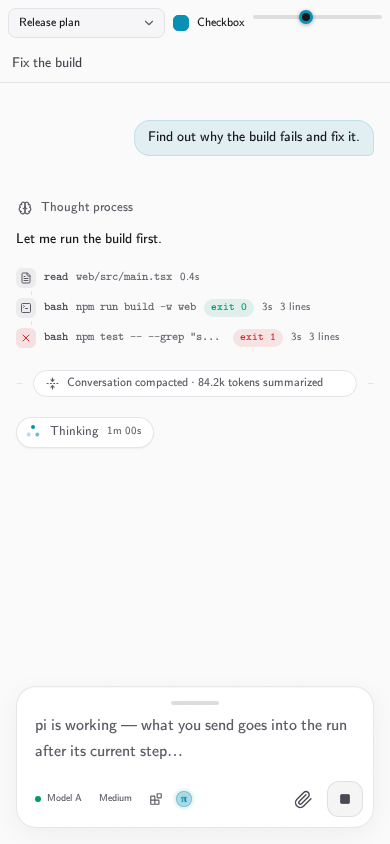 Release plan
Checkbox
Fix the build
Find out why the build fails and fix it.
Thought process
Let me run the build first.
read web/src/main.tsx 0.4s
bash npm run build -w web exit 0 3s 3 lines
bash npm test -- --grep "s... exit 1 3s 3 lines
Conversation compacted · 84.2k tokens summarized
Thinking 1m 00s
pi is working — what you send goes into the run
after its current step…
Model A Medium π